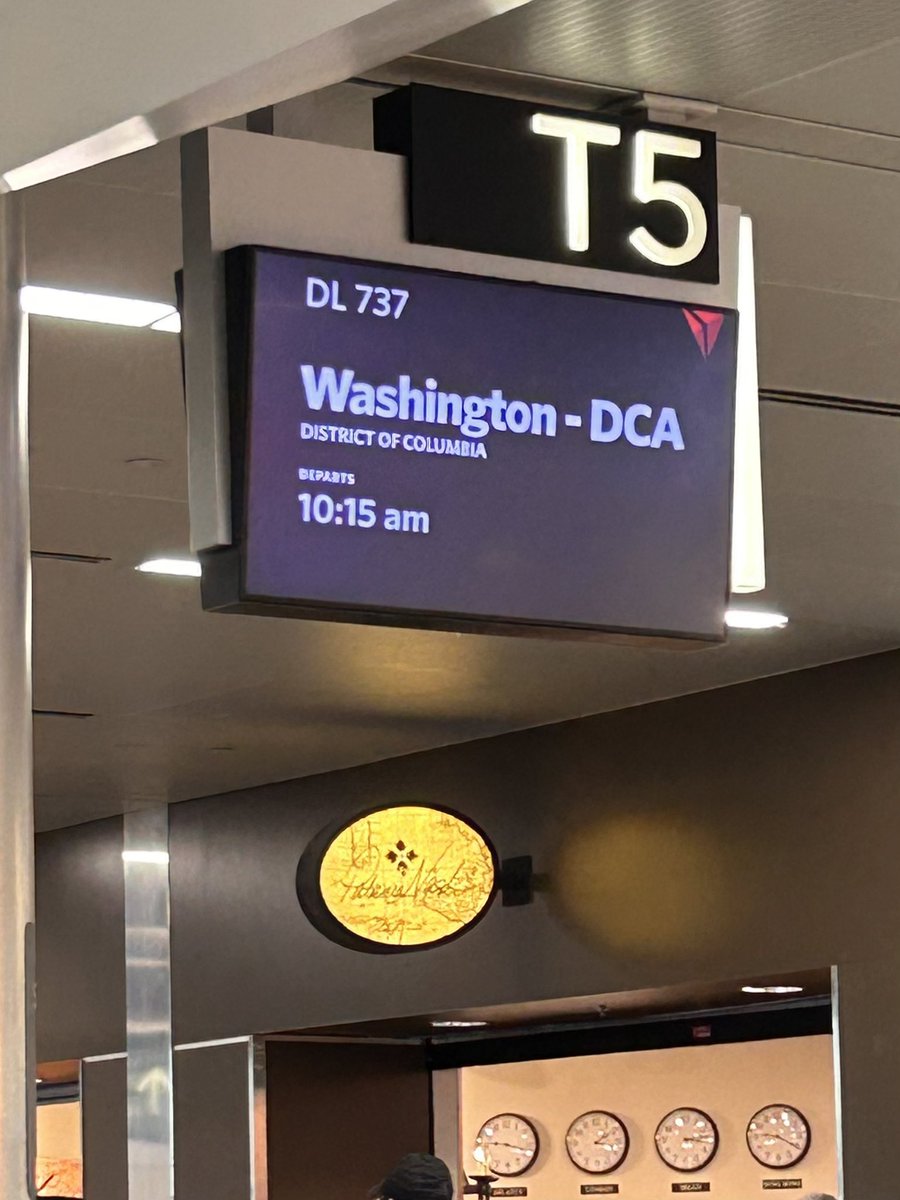 T5
DL 737
Washington - DCA
DISTRICT OF COLUMBIA
DEPARTS
10:15 am